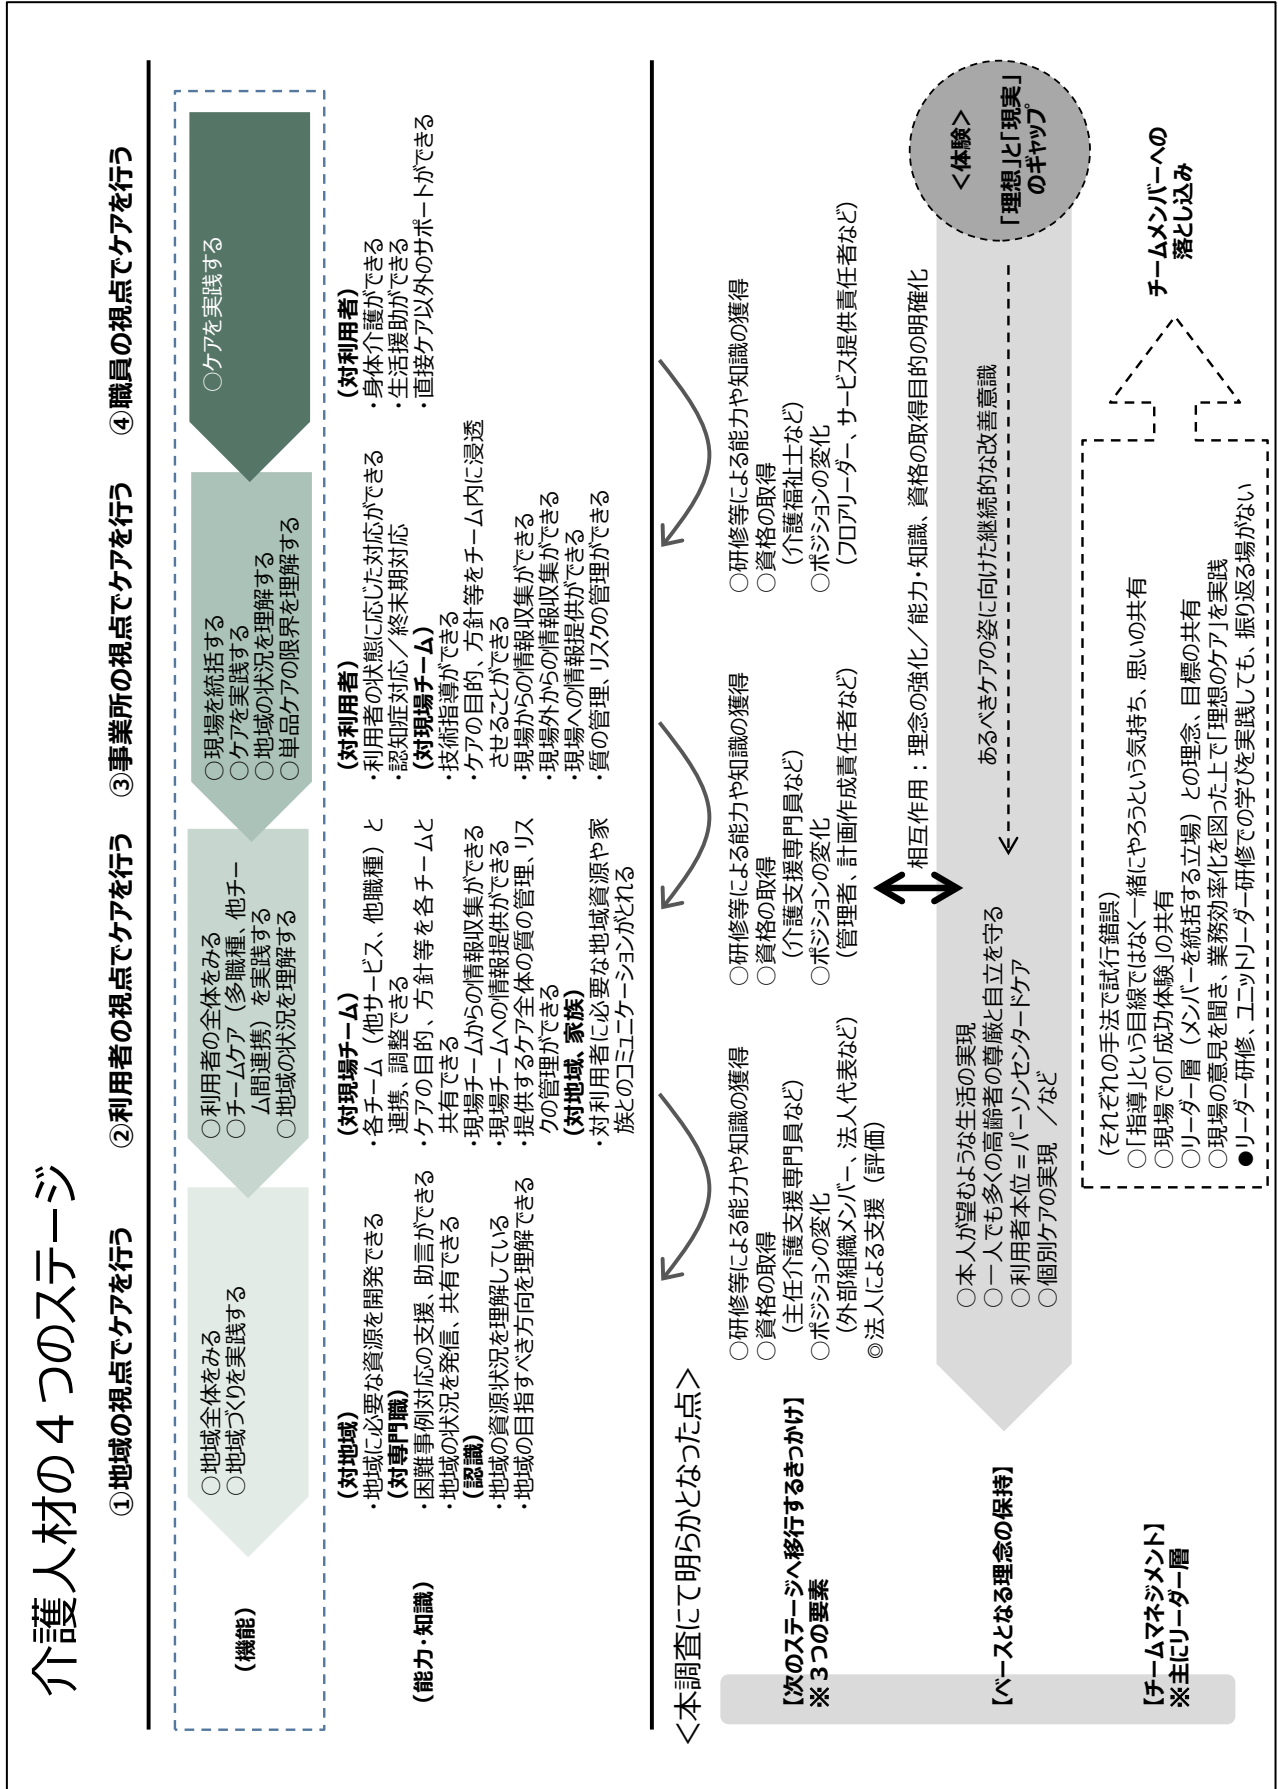 介護人材の４つのステージ
①地域の視点でケアを行う
②利用者の視点でケアを行う
③事業所の視点でケアを行う
④職員の視点でケアを行う
（機能）
○地域全体をみる
○地域づくりを実践する
○利用者の全体をみる
○チームケア（多職種、他チー
ム間連携）を実践する
○地域の状況を理解する
○現場を統括する
○ケアを実践する
○地域の状況を理解する
○単品ケアの限界を理解する
○ケアを実践する
（能力・知識）
（対地域）
・地域に必要な資源を開発できる
（対専門職）
・困難事例対応の支援、助言ができる
・地域の状況を発信、共有できる
（認識）
・地域の資源状況を理解している
・地域の目指すべき方向を理解できる
（対現場チーム）
・各チーム（他サービス、他職種）と
連携、調整できる
・ケアの目的、方針等を各チームと
共有できる
・現場チームからの情報収集ができる
・現場チームへの情報提供ができる
・提供するケア全体の質の管理、リス
クの管理ができる
（対地域、家族）
・対利用者に必要な地域資源や家
族とのコミュニケーションがとれる
（対利用者）
・利用者の状態に応じた対応ができる
・認知症対応／終末期対応
（対現場チーム）
・技術指導ができる
・ケアの目的、方針等をチーム内に浸透
させることができる
・現場からの情報収集ができる
・現場外からの情報収集ができる
・現場への情報提供ができる
・質の管理、リスクの管理ができる
（対利用者）
・身体介護ができる
・生活援助ができる
・直接ケア以外のサポートができる
＜本調査にて明らかとなった点＞
【次のステージへ移行するきっかけ】
※３つの要素
○研修等による能力や知識の獲得
○資格の取得
（主任介護支援専門員など）
○ポジションの変化
（外部組織メンバー、法人代表など）
◎法人による支援（評価）
○研修等による能力や知識の獲得
○資格の取得
（介護支援専門員など）
○ポジションの変化
（管理者、計画作成責任者など）
○研修等による能力や知識の獲得
○資格の取得
（介護福祉士など）
○ポジションの変化
（フロアリーダー、サービス提供責任者など）
相互作用：理念の強化／能力・知識、資格の取得目的の明確化
【ベースとなる理念の保持】
○本人が望むような生活の実現
○一人でも多くの高齢者の尊厳と自立を守る
○利用者本位＝パーソンセンタードケア
○個別ケアの実現　／など
あるべきケアの姿に向けた継続的な改善意識
＜体験＞
「理想」と「現実」
のギャップ
【チームマネジメント】
※主にリーダー層
（それぞれの手法で試行錯誤）
○「指導」という目線ではなく一緒にやろうという気持ち、思いの共有
○現場での「成功体験」の共有
○リーダー層（メンバーを統括する立場）との理念、目標の共有
○現場の意見を聞き、業務効率化を図った上で「理想のケア」を実践
●リーダー研修、ユニットリーダー研修での学びを実践しても、振り返る場がない
チームメンバーへの
落とし込み